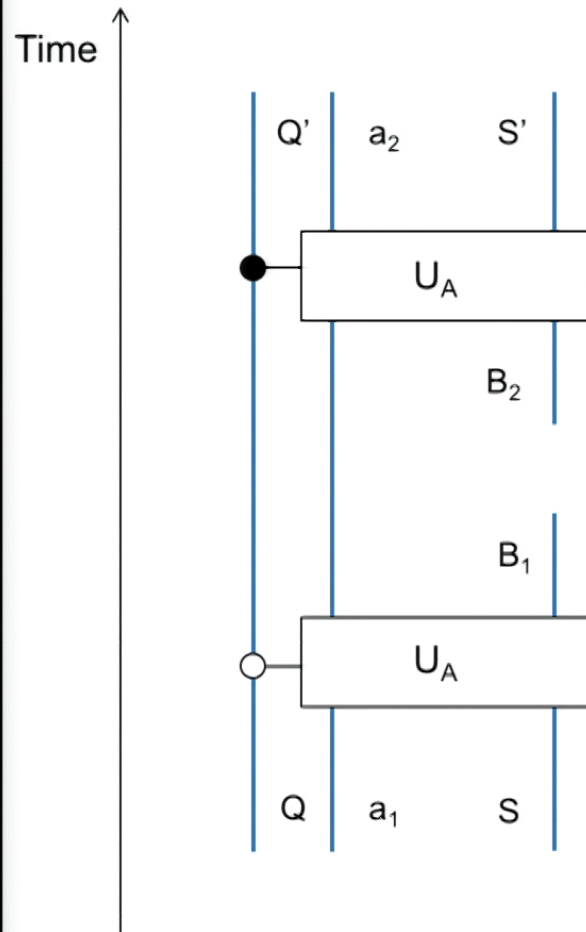 Time
Q’ a₂ S’
U_A
B₂
B₁
U_A
Q a₁ S